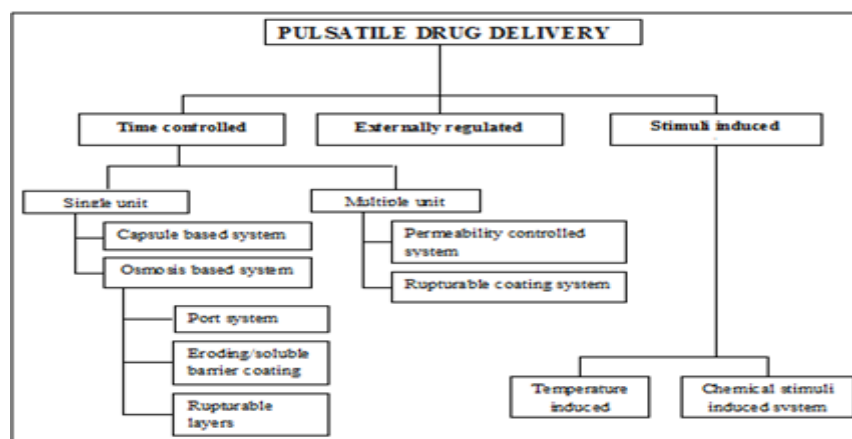 PULSATILE DRUG DELIVERY
Time controlled
Externally regulated
Stimuli induced
Single unit
Multiple unit
Capsule based system
Osmosis based system
Port system
Eroding/soluble
barrier coating
Rupturable
layers
Permeability controlled
system
Rupturable coating system
Temperature
induced
Chemical stimuli
induced system